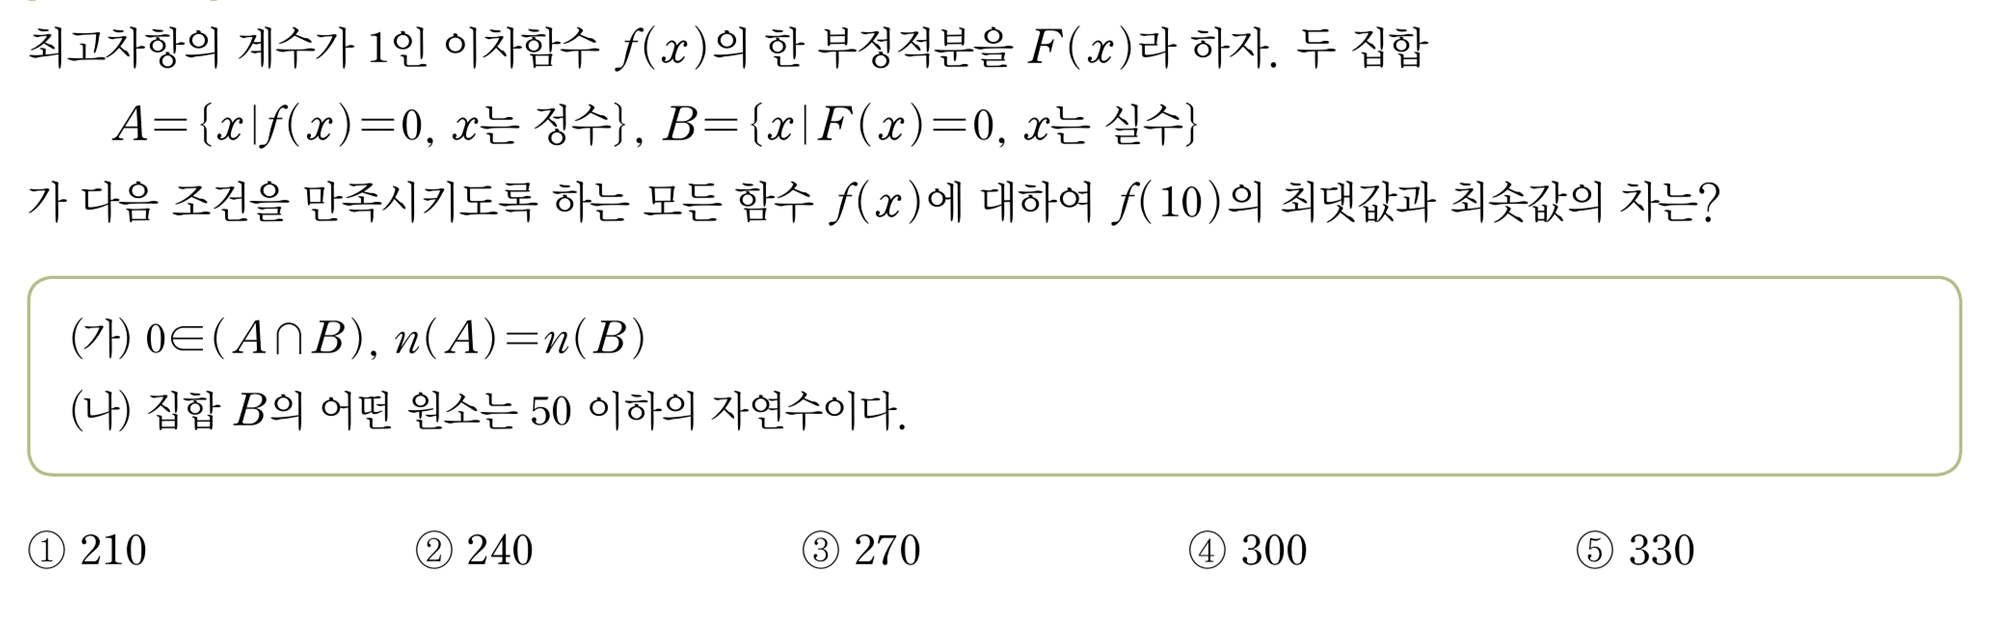 최고차항의 계수가 1인 이차함수 f(x)의 한 부정적분을 F(x)라 하자. 두 집합
A={x|f(x)=0, x는 정수}, B={x|F(x)=0, x는 실수}
가 다음 조건을 만족시키도록 하는 모든 함수 f(x)에 대하여 f(10)의 최댓값과 최솟값의 차는?
(가) 0∈(A∩B), n(A)=n(B)
(나) 집합 B의 어떤 원소는 50 이하의 자연수이다.
① 210 ② 240 ③ 270 ④ 300 ⑤ 330